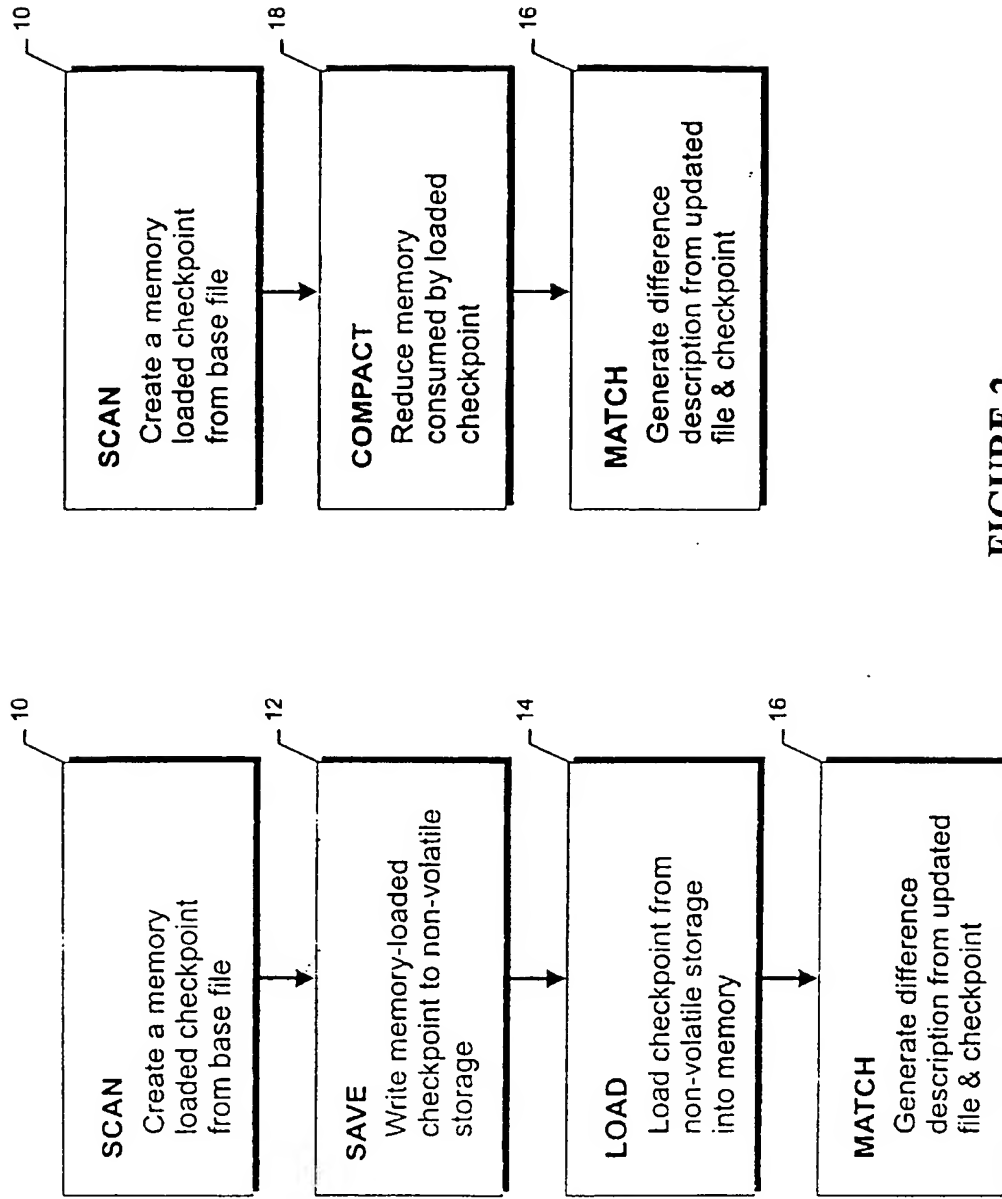 10
SCAN
Create a memory
loaded checkpoint
from base file
12
SAVE
Write memory-loaded
checkpoint to non-volatile
storage
14
LOAD
Load checkpoint from
non-volatile storage
into memory
16
MATCH
Generate difference
description from updated
file & checkpoint
10
SCAN
Create a memory
loaded checkpoint
from base file
18
COMPACT
Reduce memory
consumed by loaded
checkpoint
16
MATCH
Generate difference
description from updated
file & checkpoint
FIGURE